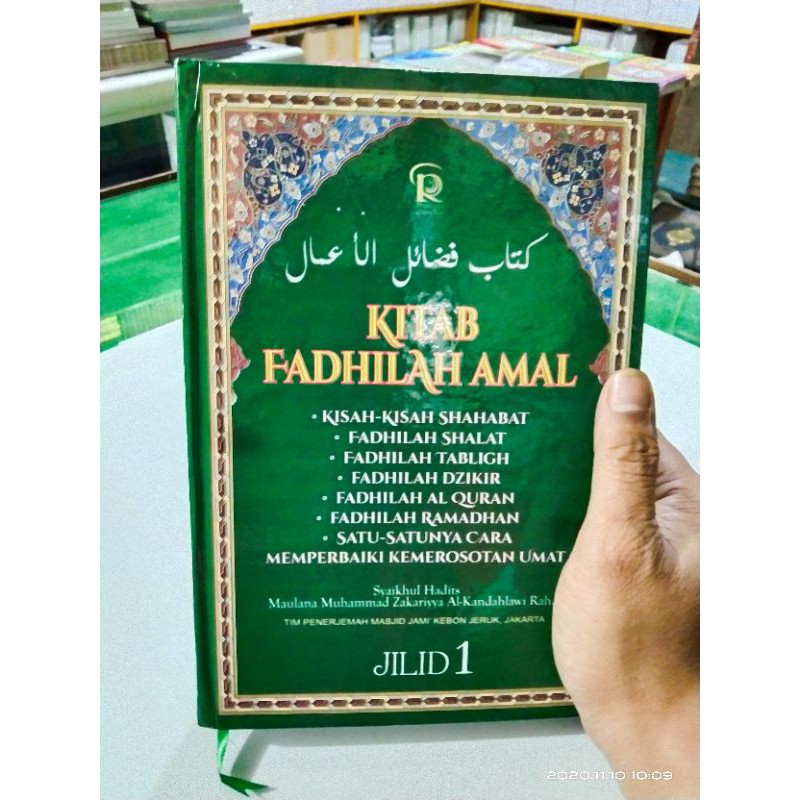 R
كتاب فضائل الأعمال
KITAB
FADHILAH AMAL
• KISAH-KISAH SHAHABAT
• FADHILAH SHALAT
• FADHILAH TABLIGH
• FADHILAH DZIKIR
• FADHILAH AL QURAN
• FADHILAH RAMADHAN
• SATU-SATUNYA CARA
MEMPERBAIKI KEMEROSOTAN UMAT
Syaikhul Hadits
Maulana Muhammad Zakariyya Al-Kandahlawi Rah.
TIM PENERJEMAH MASJID JAMI' KEBON JERUK, JAKARTA
JILID 1
2020.11.10 10:09